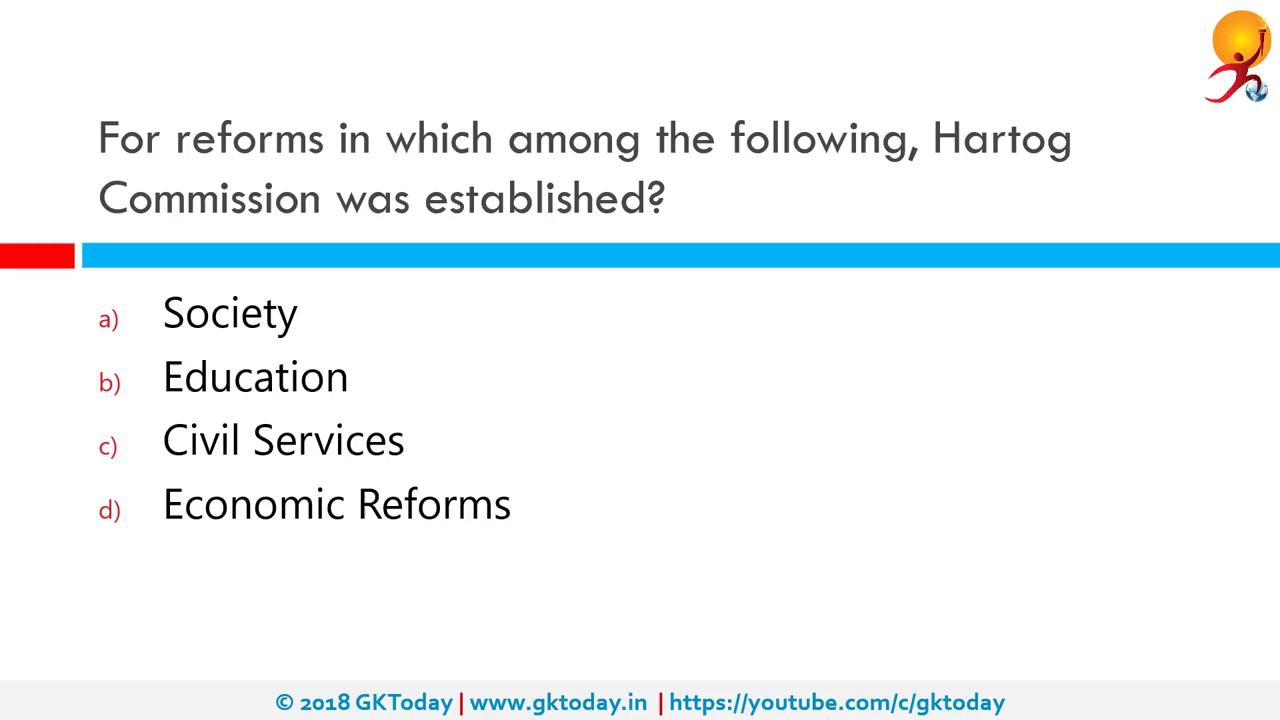 For reforms in which among the following, Hartog
Commission was established?
a) Society
b) Education
c) Civil Services
d) Economic Reforms
© 2018 GKToday | www.gktoday.in | https://youtube.com/c/gktoday